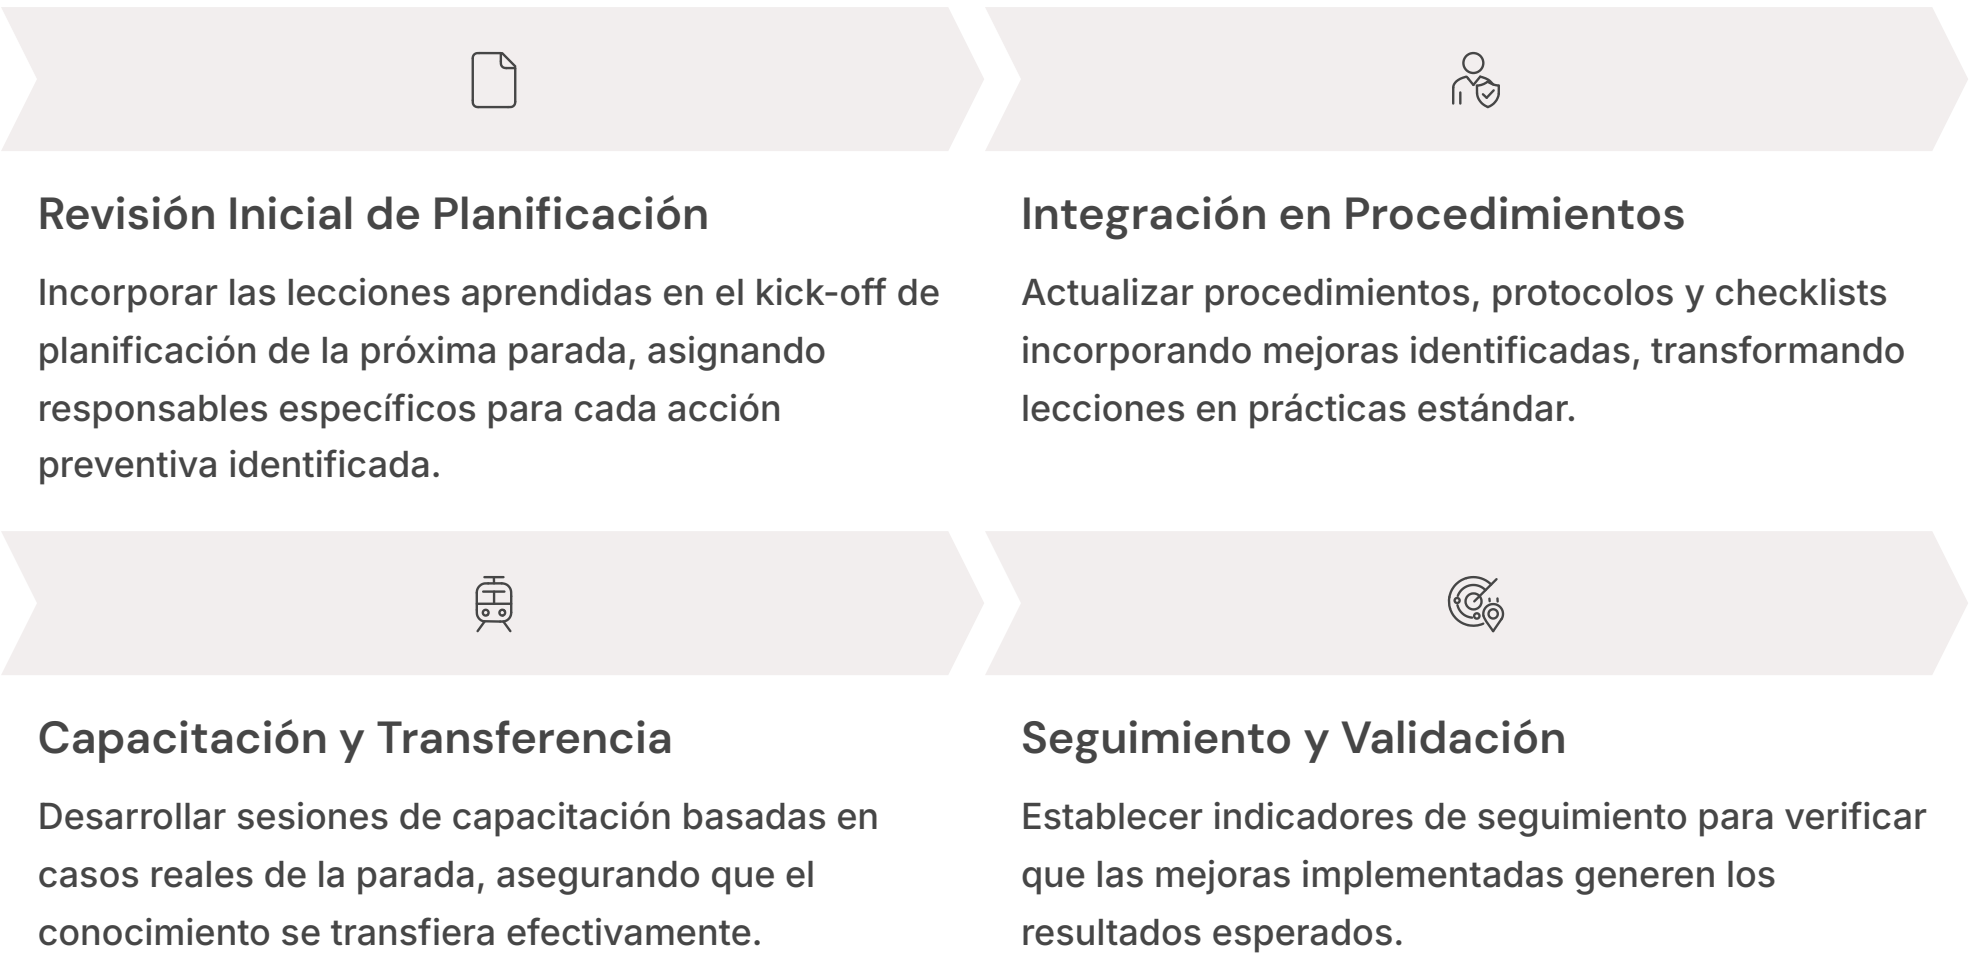 Revisión Inicial de Planificación
Incorporar las lecciones aprendidas en el kick-off de
planificación de la próxima parada, asignando
responsables específicos para cada acción
preventiva identificada.
Integración en Procedimientos
Actualizar procedimientos, protocolos y checklists
incorporando mejoras identificadas, transformando
lecciones en prácticas estándar.
Capacitación y Transferencia
Desarrollar sesiones de capacitación basadas en
casos reales de la parada, asegurando que el
conocimiento se transfiera efectivamente.
Seguimiento y Validación
Establecer indicadores de seguimiento para verificar
que las mejoras implementadas generen los
resultados esperados.